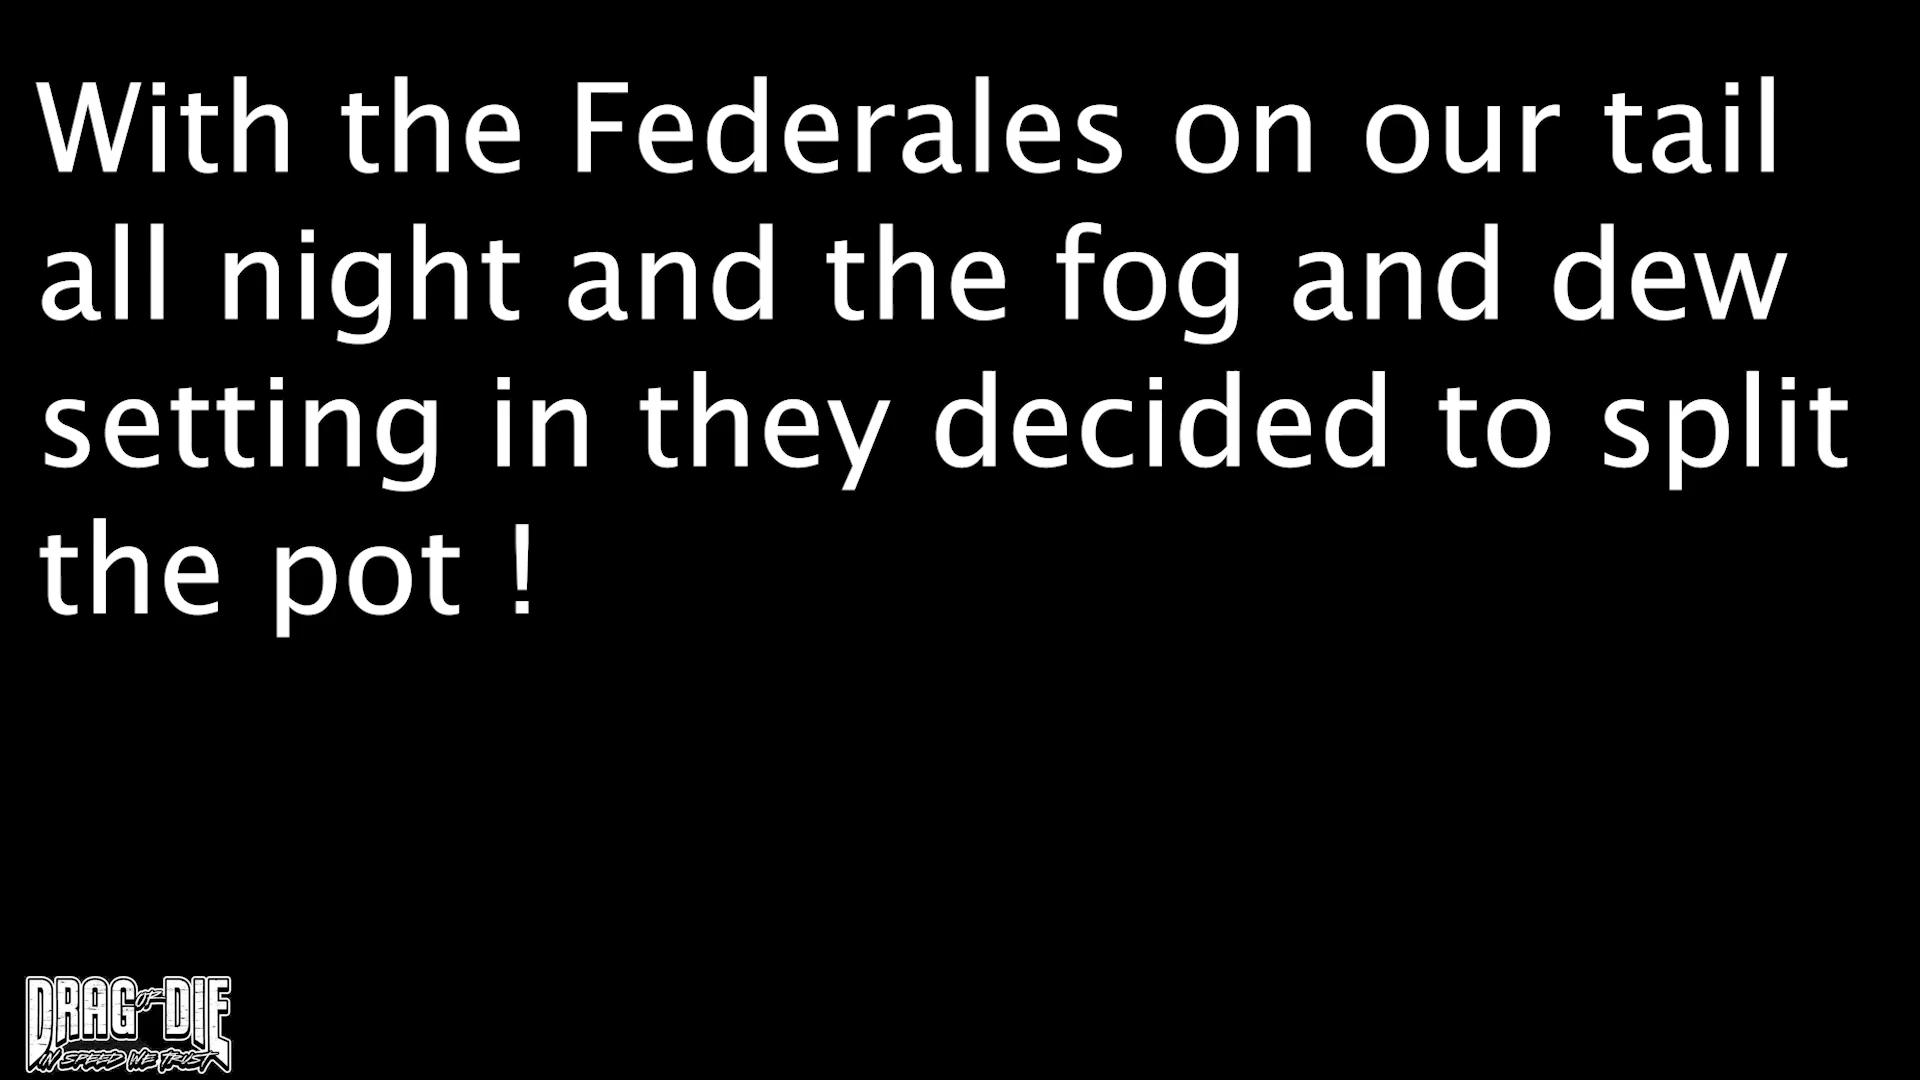 With the Federales on our tail
all night and the fog and dew
setting in they decided to split
the pot !
DRAG OR DIE
IN SPEED WE TRUST